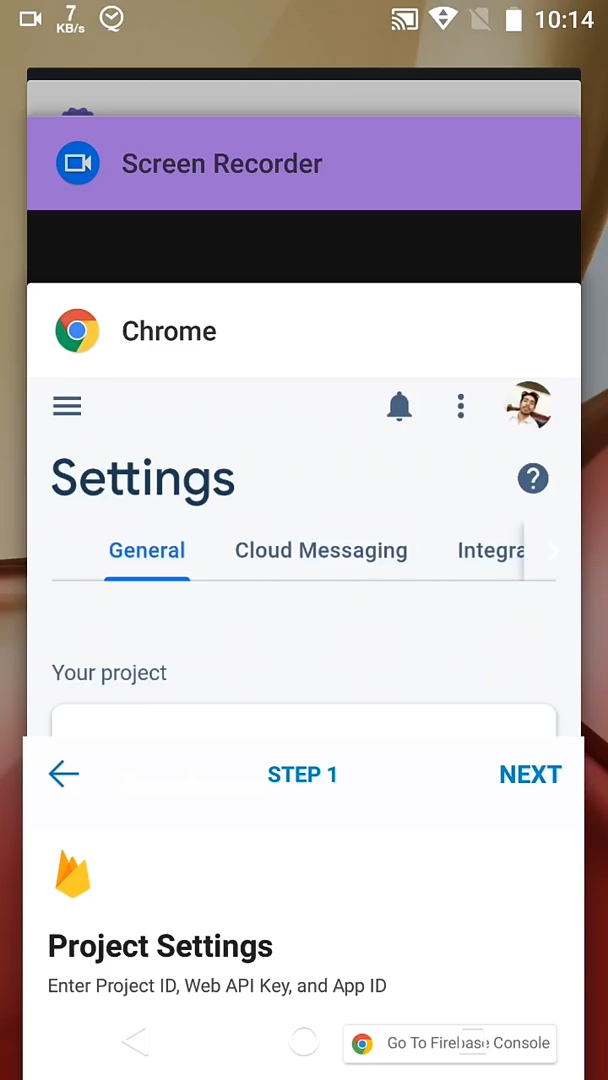 7
KB/s
10:14
Screen Recorder
Chrome
Settings
General Cloud Messaging Integra
Your project
STEP 1
NEXT
Project Settings
Enter Project ID, Web API Key, and App ID
Go To Firebase Console